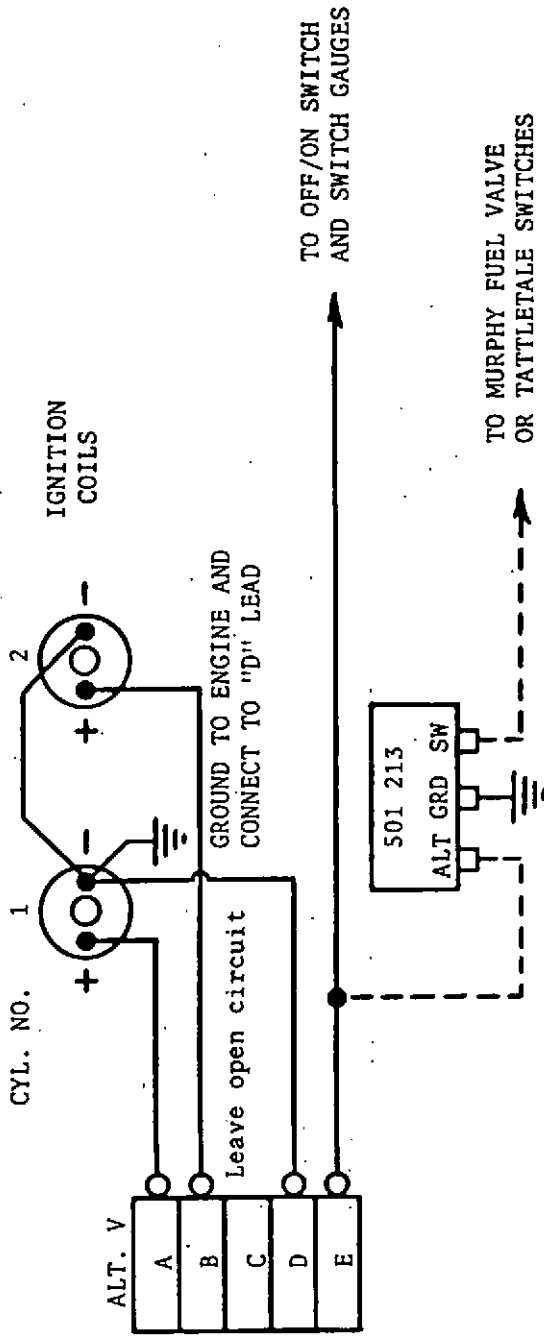 CYL. NO.
1
2
IGNITION
COILS
+
-
+
-
ALT. V
A
B
C
D
E
GROUND TO ENGINE AND
CONNECT TO "D" LEAD
Leave open circuit
TO OFF/ON SWITCH
AND SWITCH GAUGES
501 213
ALT GRD SW
TO MURPHY FUEL VALVE
OR TATTLETALE SWITCHES